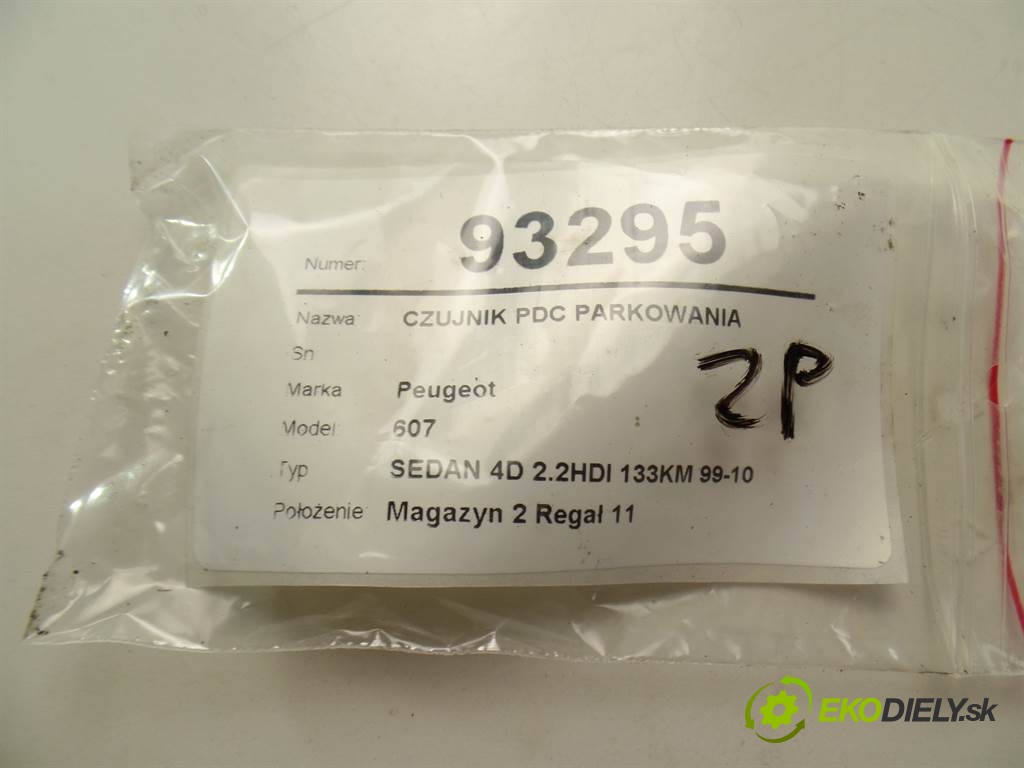 Numer: 93295
Nazwa: CZUJNIK PDC PARKOWANIA
Sn
Marka Peugeot
Model: 607
ZP
Typ SEDAN 4D 2.2HDI 133KM 99-10
Położenie Magazyn 2 Regał 11
EKODIELY.sk